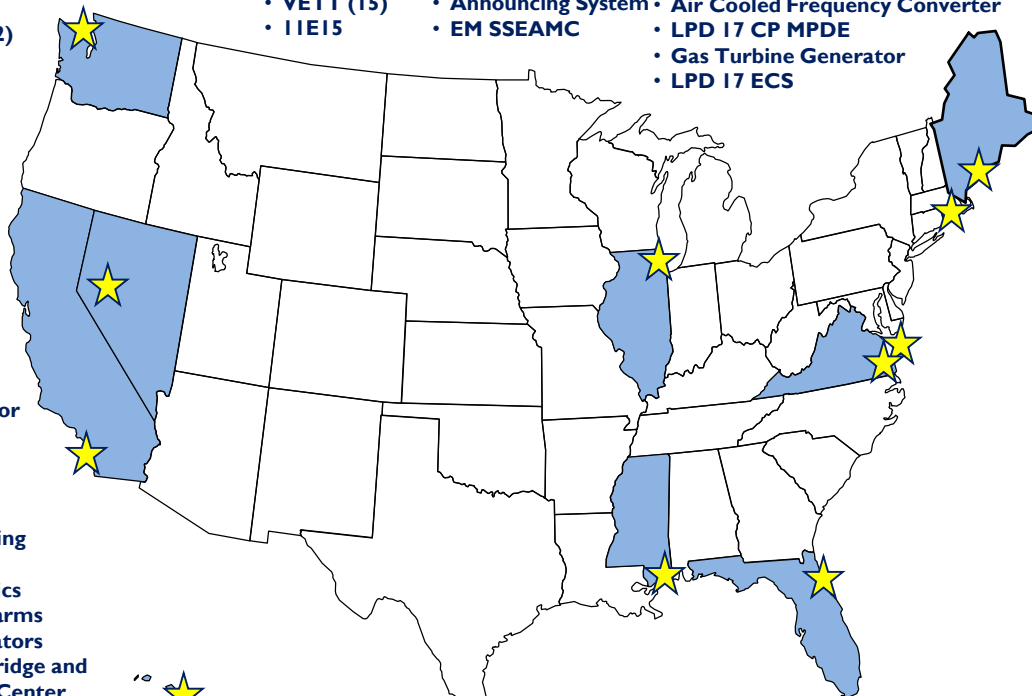 2)
• VETT (15)
• 11E15
• Announcing System
• EM SSEAMC
• Air Cooled Frequency Converter
• LPD 17 CP MPDE
• Gas Turbine Generator
• LPD 17 ECS
or
ing
ics
arms
ators
ridge and
Center